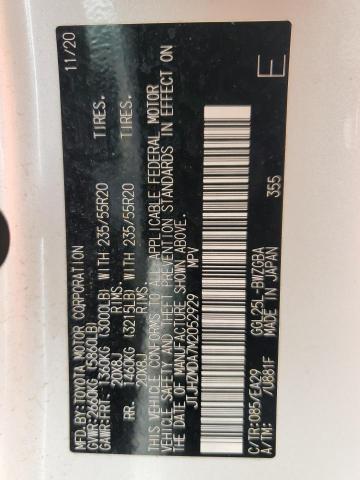 MFD.BY:TOYOTA MOTOR CORPORATION 11/20
GVWR:2660KG (5860LB)
GAWR:FRT. 1360KG (3000LB) WITH 235/55R20 TIRES.
20X8J RIMS.
RR. 1460KG (3215LB) WITH 235/55R20 TIRES.
20X8J RIMS.
THIS VEHICLE CONFORMS TO ALL APPLICABLE FEDERAL MOTOR
VEHICLE SAFETY AND THEFT PREVENTION STANDARDS IN EFFECT ON
THE DATE OF MANUFACTURE SHOWN ABOVE.
JTJHZMDA7M2052929 MPV
GGL25L-BWZGBA E
C/TR:085/EA29 MADE IN JAPAN 355
A/TM: /U881F